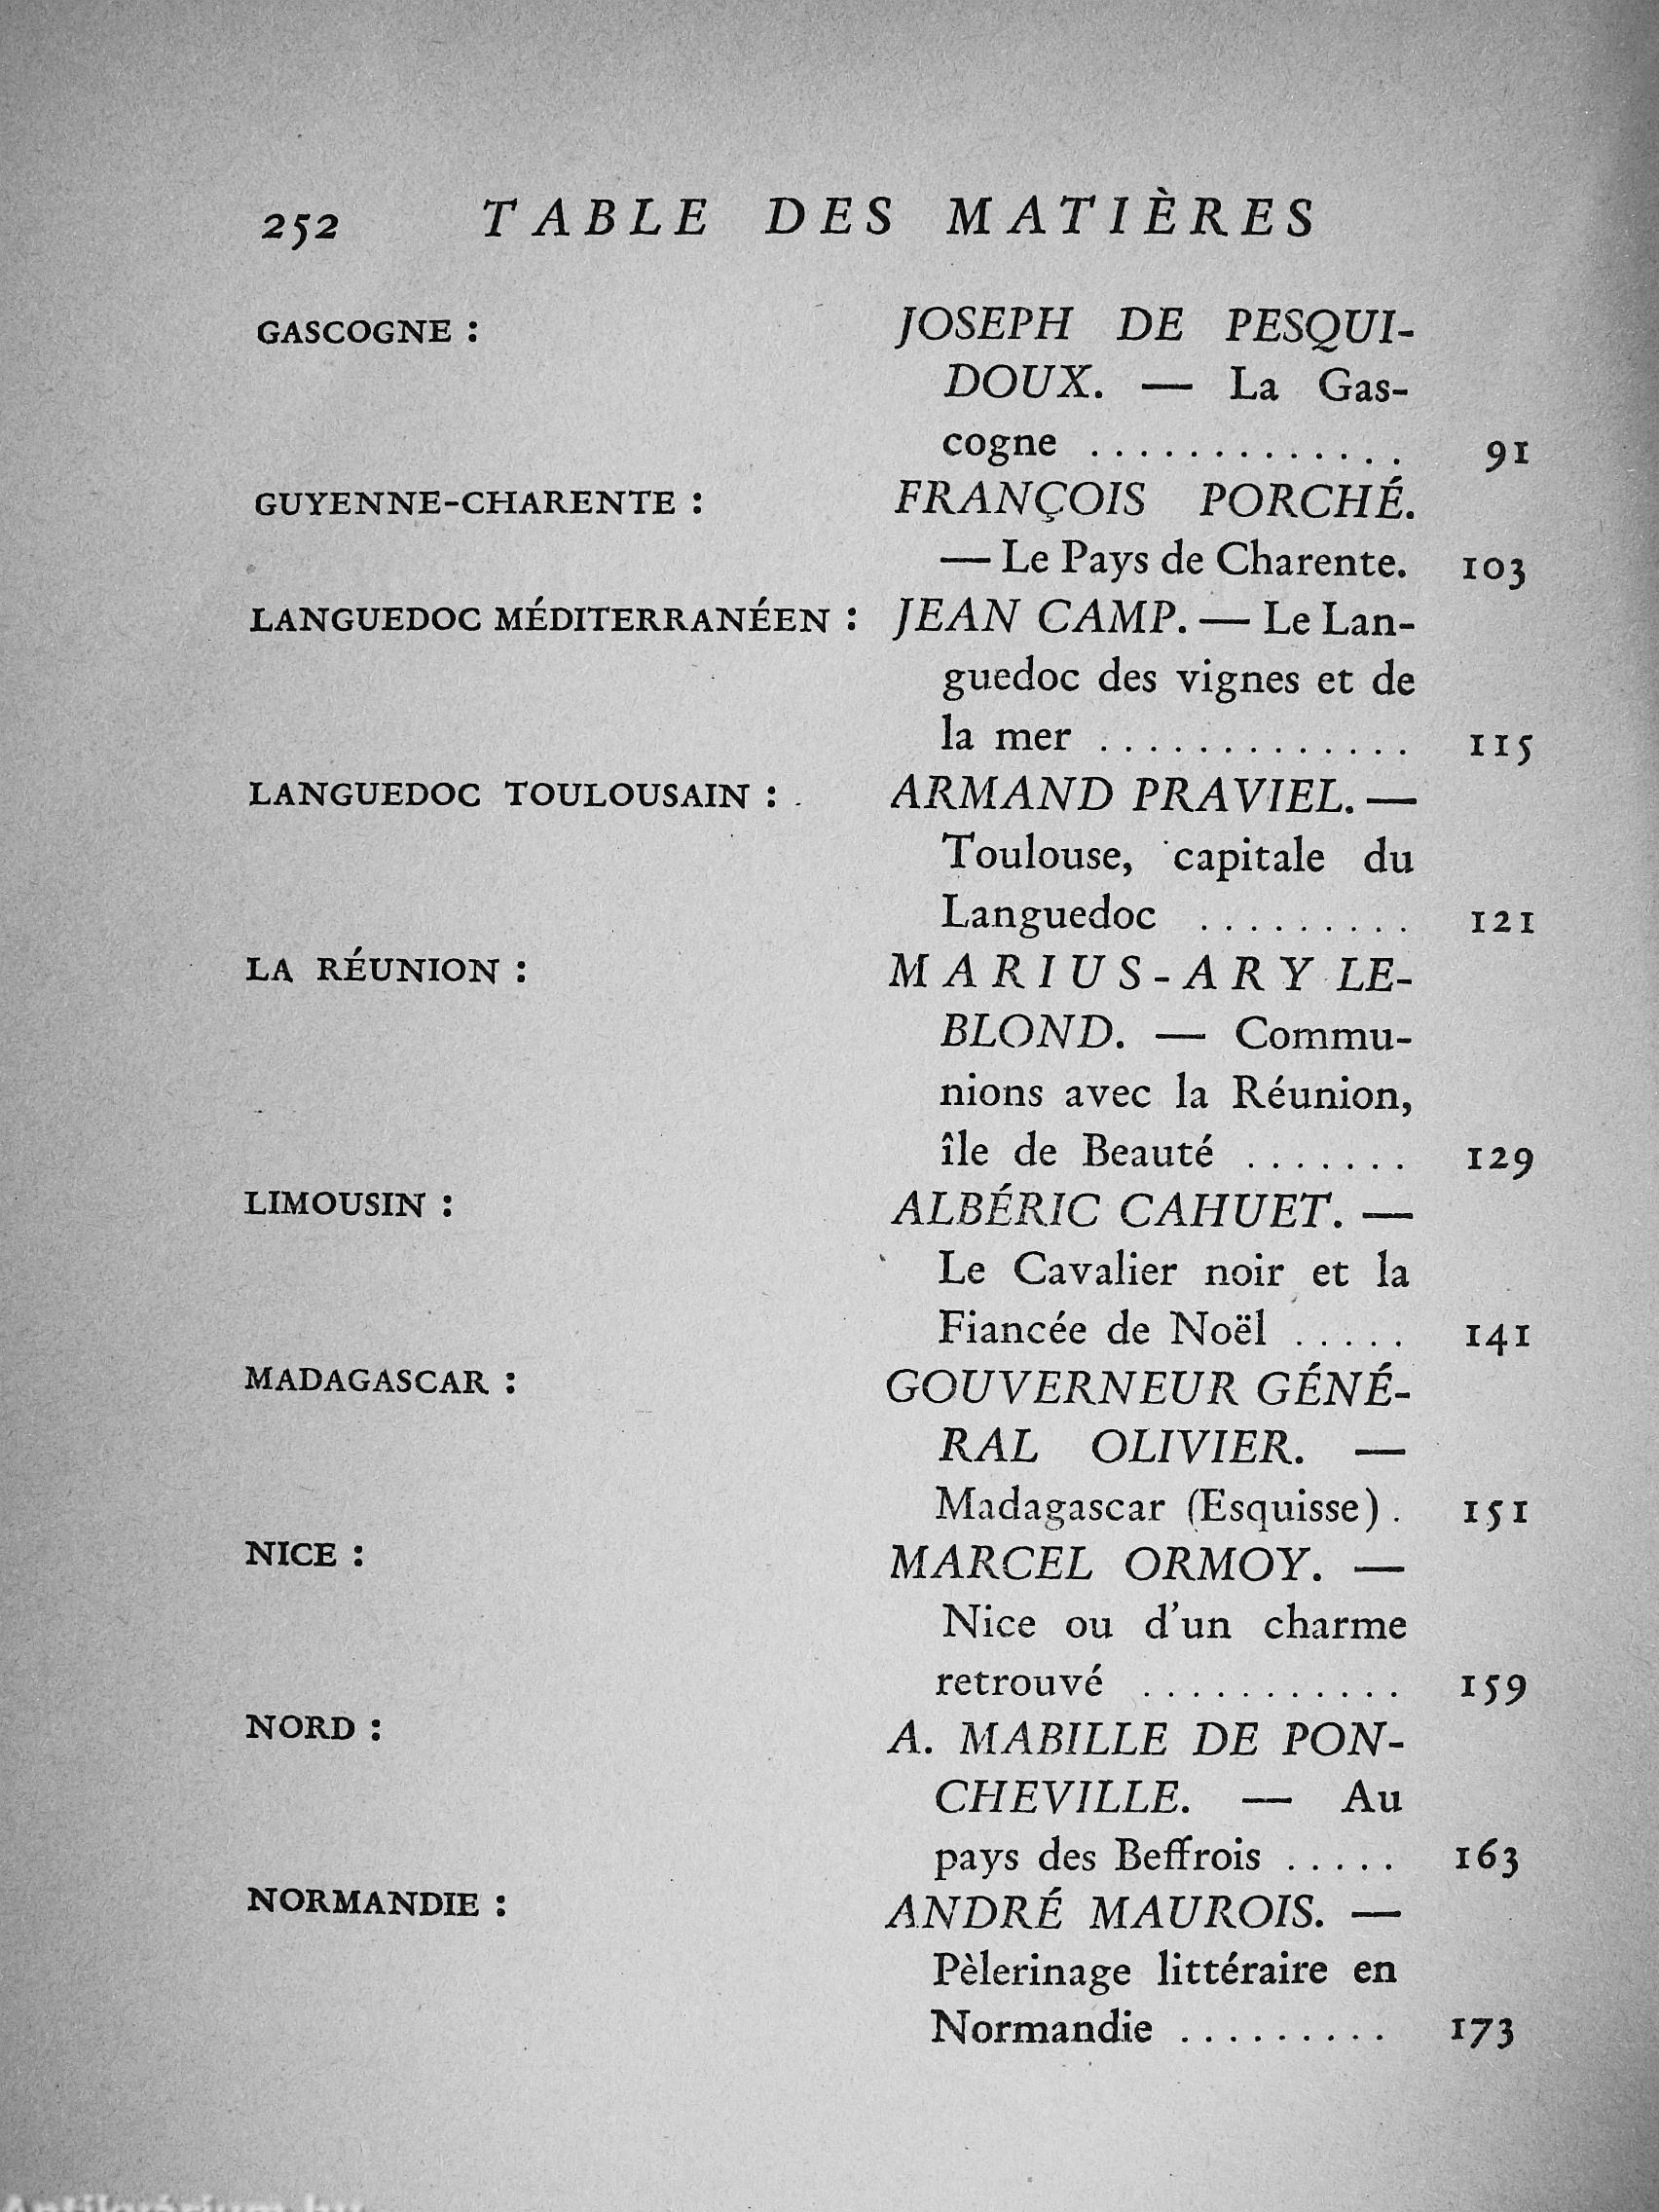 252 TABLE DES MATIÈRES
GASCOGNE : JOSEPH DE PESQUI-
DOUX. — La Gas-
cogne ............. 91
GUYENNE-CHARENTE : FRANÇOIS PORCHÉ.
— Le Pays de Charente. 103
LANGUEDOC MÉDITERRANÉEN : JEAN CAMP. — Le Lan-
guedoc des vignes et de
la mer ............. 115
LANGUEDOC TOULOUSAIN : ARMAND PRAVIEL. —
Toulouse, capitale du
Languedoc ......... 121
LA RÉUNION : MARIUS-ARY LE-
BLOND. — Commu-
nions avec la Réunion,
île de Beauté ....... 129
LIMOUSIN : ALBÉRIC CAHUET. —
Le Cavalier noir et la
Fiancée de Noël ..... 141
MADAGASCAR : GOUVERNEUR GÉNÉ-
RAL OLIVIER. —
Madagascar (Esquisse) . 151
NICE : MARCEL ORMOY. —
Nice ou d'un charme
retrouvé ........... 159
NORD : A. MABILLE DE PON-
CHEVILLE. — Au
pays des Beffrois ..... 163
NORMANDIE : ANDRÉ MAUROIS. —
Pèlerinage littéraire en
Normandie ......... 173